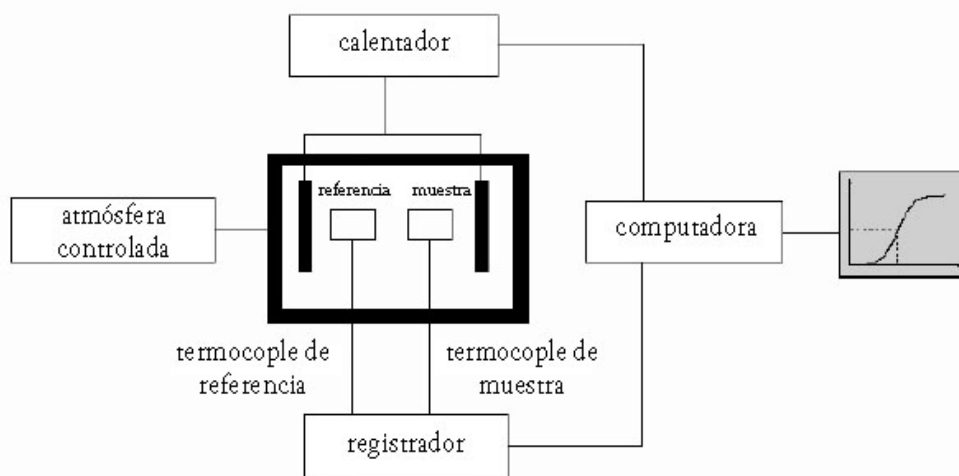 calentador
referencia
muestra
atmósfera
controlada
computadora
termocople de
referencia
termocople de
muestra
registrador